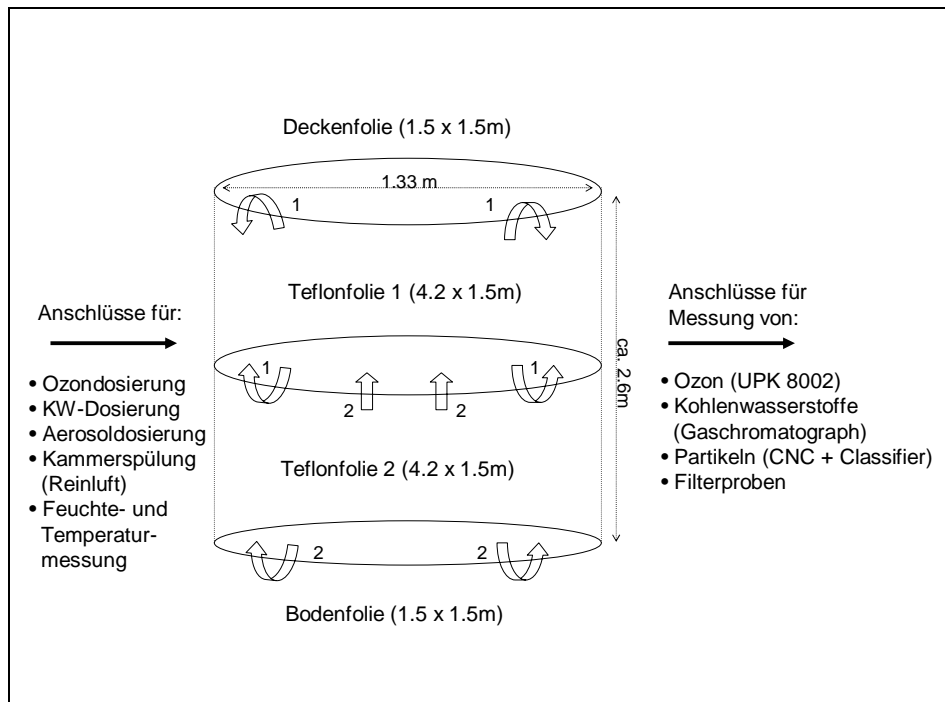 Deckenfolie (1.5 x 1.5m)
1.33 m
1
1
Teflonfolie 1 (4.2 x 1.5m)
Anschlüsse für:
• Ozondosierung
• KW-Dosierung
• Aerosoldosierung
• Kammerspülung
(Reinluft)
• Feuchte- und
Temperatur-
messung
1
1
2
2
Teflonfolie 2 (4.2 x 1.5m)
2
2
Bodenfolie (1.5 x 1.5m)
ca. 2.6m
Anschlüsse für
Messung von:
• Ozon (UPK 8002)
• Kohlenwasserstoffe
(Gaschromatograph)
• Partikeln (CNC + Classifier)
• Filterproben